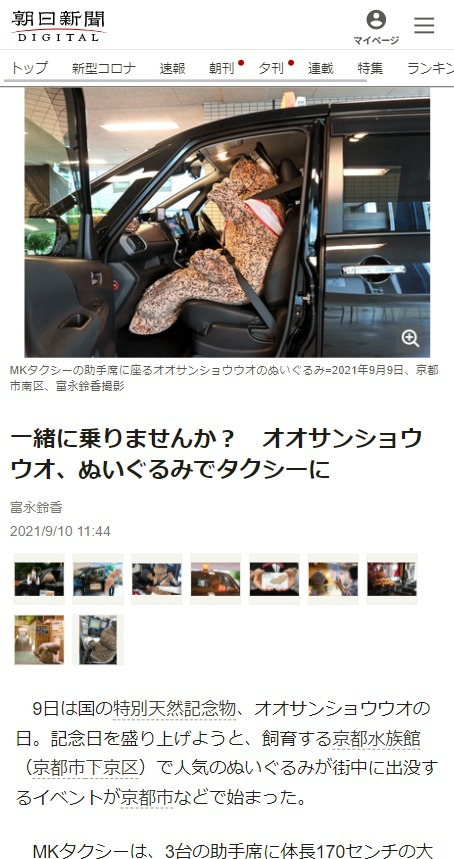 朝日新聞
DIGITAL
マイページ
トップ 新型コロナ 速報 朝刊 夕刊 連載 特集 ランキン
MKタクシーの助手席に座るオオサンショウウオのぬいぐるみ=2021年9月9日、京都
市南区、富永鈴香撮影
一緒に乗りませんか？　オオサンショウ
ウオ、ぬいぐるみでタクシーに
富永鈴香
2021/9/10 11:44
9日は国の特別天然記念物、オオサンショウウオの
日。記念日を盛り上げようと、飼育する京都水族館
（京都市下京区）で人気のぬいぐるみが街中に出没す
るイベントが京都市などで始まった。
MKタクシーは、3台の助手席に体長170センチの大